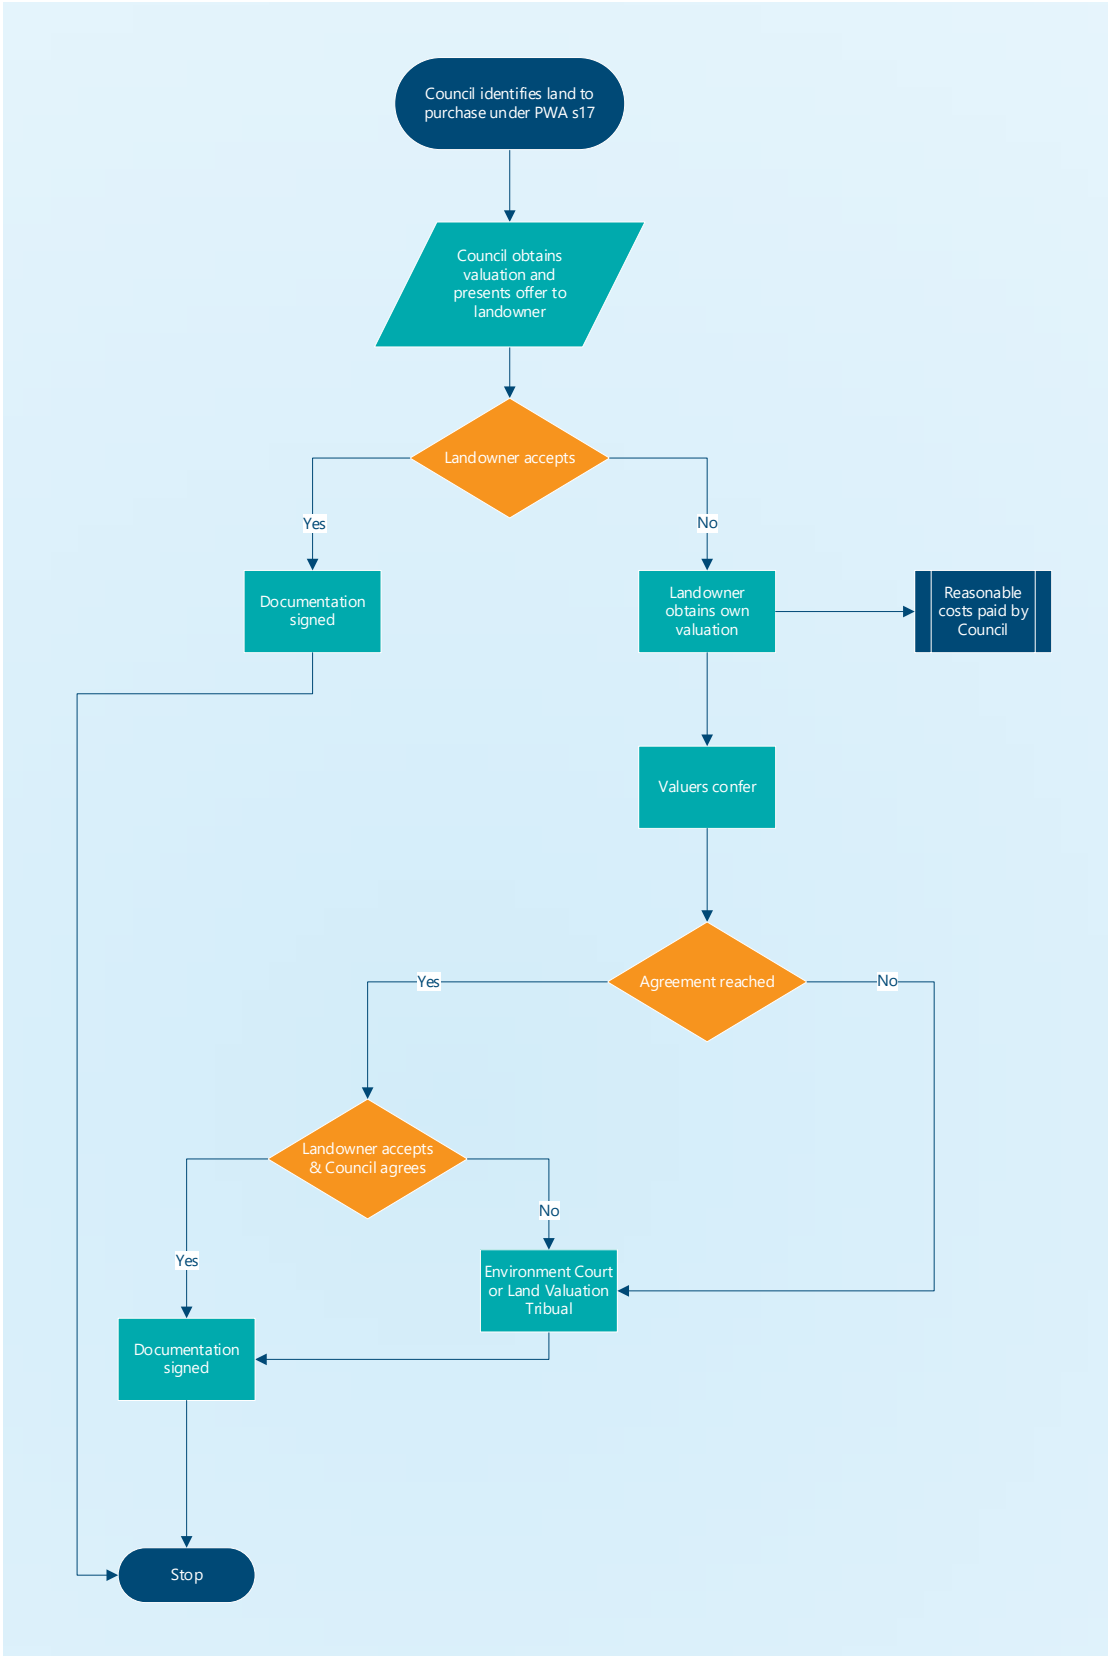 Council identifies land to
purchase under PWA s17
Council obtains
valuation and
presents offer to
landowner
Landowner accepts
Yes
No
Documentation
signed
Landowner
obtains own
valuation
Reasonable
costs paid by
Council
Valuers confer
Agreement reached
Yes
No
Landowner accepts
& Council agrees
No
Yes
Environment Court
or Land Valuation
Tribual
Documentation
signed
Stop